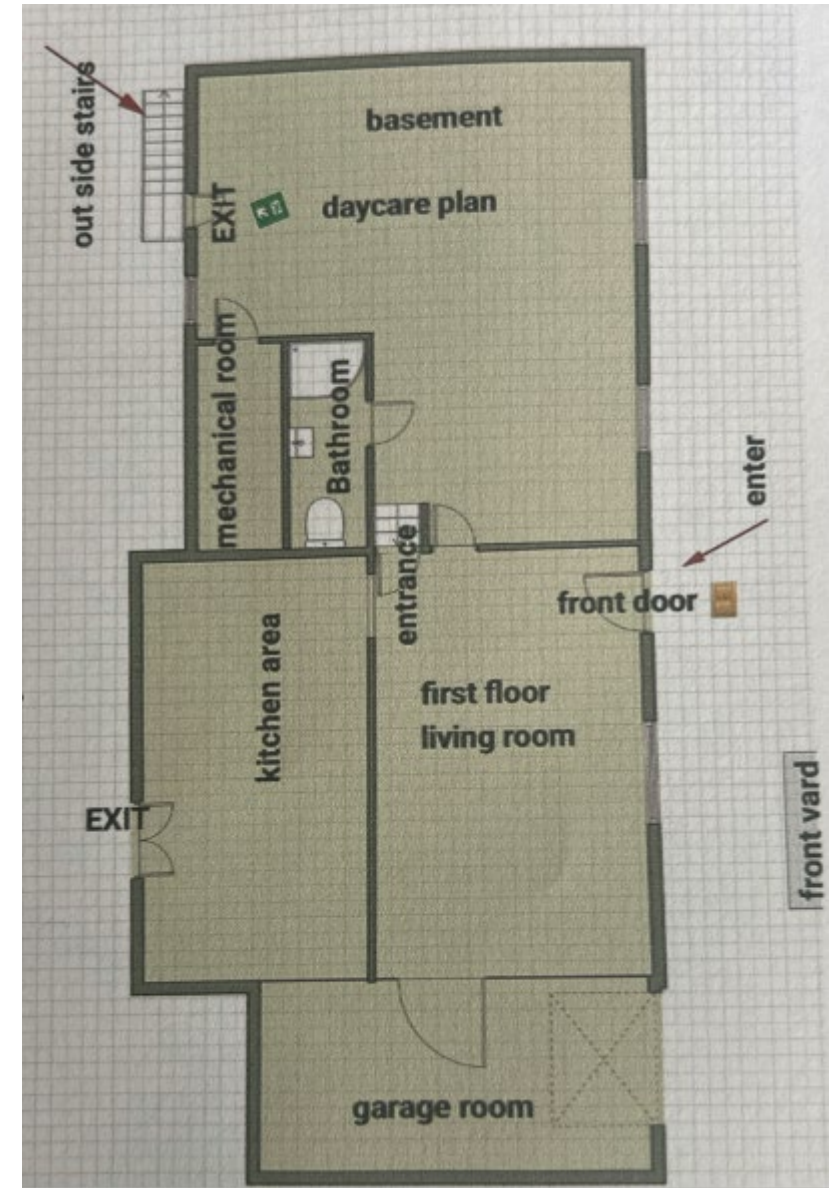 out side stairs
basement
EXIT
daycare plan
mechanical room
Bathroom
enter
entrance
front door
kitchen area
first floor
living room
EXIT
front vard
garage room